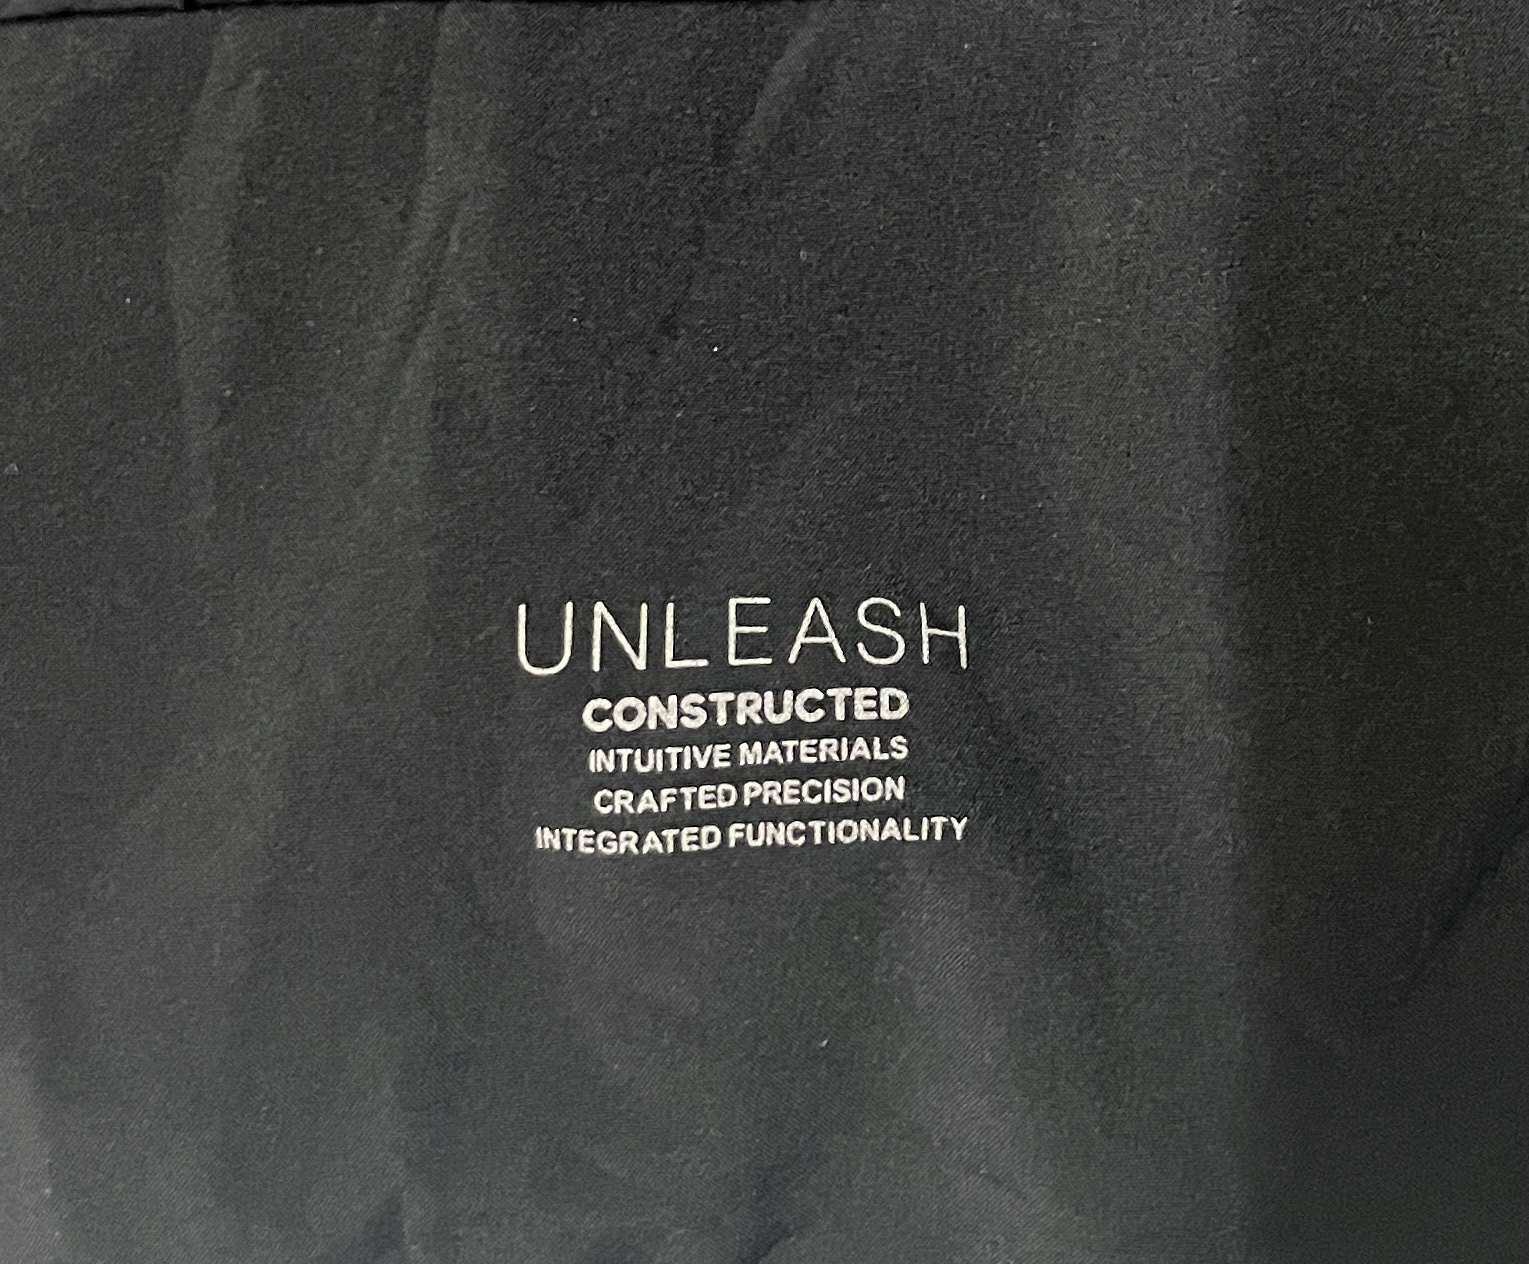 UNLEASH
CONSTRUCTED
INTUITIVE MATERIALS
CRAFTED PRECISION
INTEGRATED FUNCTIONALITY